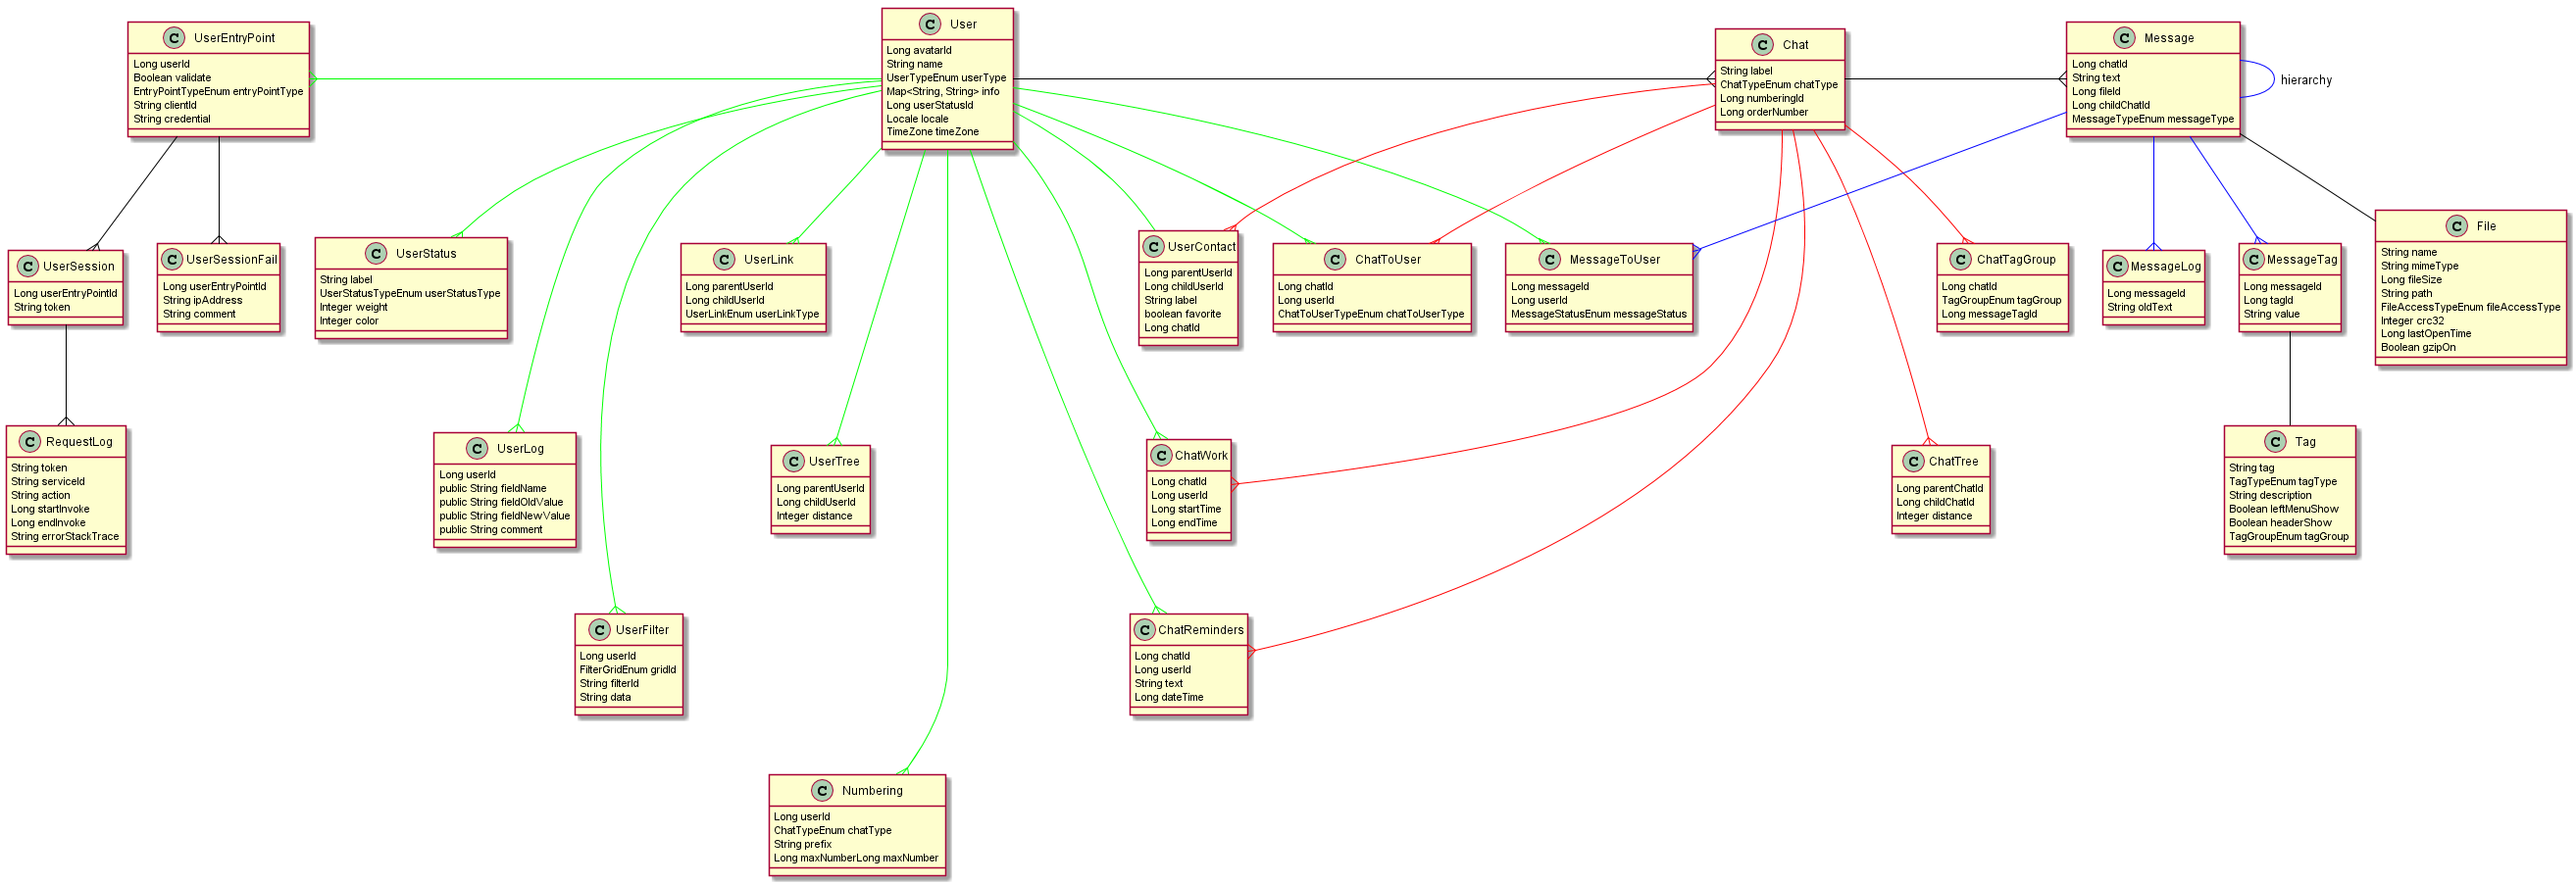 C UserEntryPoint
Long userId
Boolean validate
EntryPointTypeEnum entryPointType
String clientId
String credential
C User
Long avatarId
String name
UserTypeEnum userType
Map<String, String> info
Long userStatusId
Locale locale
TimeZone timeZone
C Chat
String label
ChatTypeEnum chatType
Long numberingId
Long orderNumber
C Message
Long chatId
String text
Long fileId
Long childChatId
MessageTypeEnum messageType
hierarchy
C UserSession
Long userEntryPointId
String token
C UserSessionFail
Long userEntryPointId
String ipAddress
String comment
C UserStatus
String label
UserStatusTypeEnum userStatusType
Integer weight
Integer color
C UserLink
Long parentUserId
Long childUserId
UserLinkEnum userLinkType
C UserContact
Long parentUserId
Long childUserId
String label
boolean favorite
Long chatId
C ChatToUser
Long chatId
Long userId
ChatToUserTypeEnum chatToUserType
C MessageToUser
Long messageId
Long userId
MessageStatusEnum messageStatus
C ChatTagGroup
Long chatId
TagGroupEnum tagGroup
Long messageTagId
C MessageLog
Long messageId
String oldText
C MessageTag
Long messageId
Long tagId
String value
C File
String name
String mimeType
Long fileSize
String path
FileAccessTypeEnum fileAccessType
Integer crc32
Long lastOpenTime
Boolean gzipOn
C RequestLog
String token
String serviceId
String action
Long startInvoke
Long endInvoke
String errorStackTrace
C UserLog
Long userId
public String fieldName
public String fieldOldValue
public String fieldNewValue
public String comment
C UserTree
Long parentUserId
Long childUserId
Integer distance
C ChatWork
Long chatId
Long userId
Long startTime
Long endTime
C ChatTree
Long parentChatId
Long childChatId
Integer distance
C Tag
String tag
TagTypeEnum tagType
String description
Boolean leftMenuShow
Boolean headerShow
TagGroupEnum tagGroup
C UserFilter
Long userId
FilterGridEnum gridId
String filterId
String data
C ChatReminders
Long chatId
Long userId
String text
Long dateTime
C Numbering
Long userId
ChatTypeEnum chatType
String prefix
Long maxNumberLong maxNumber